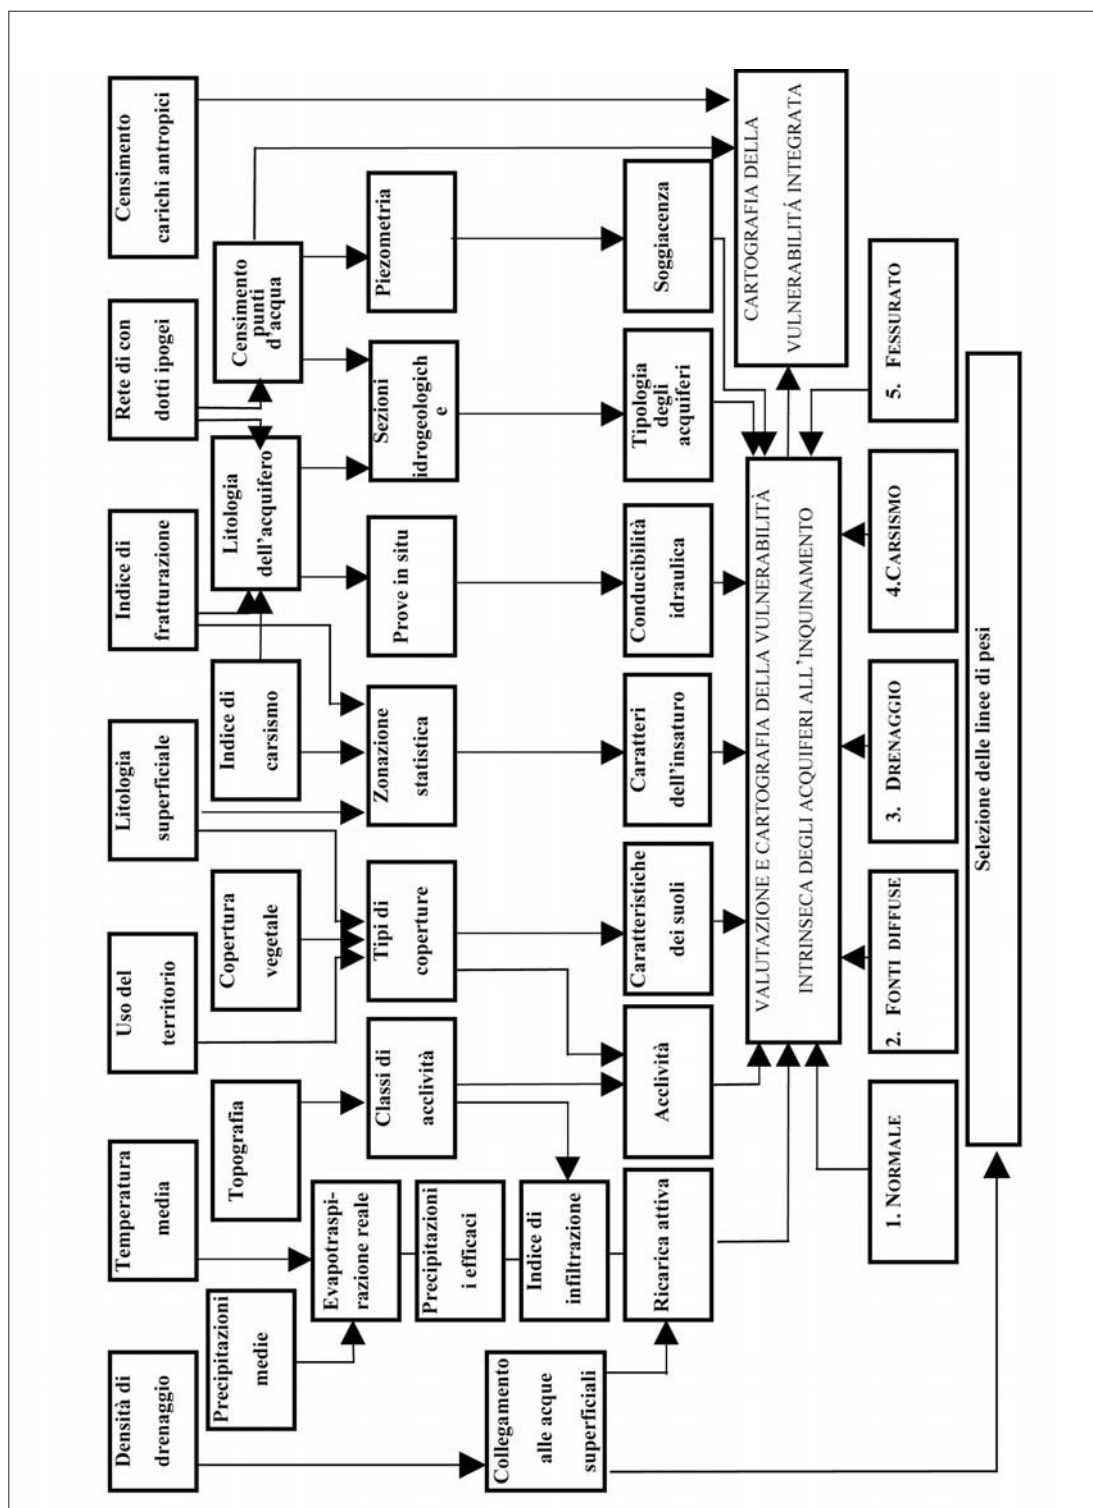 Densità di
drenaggio
Temperatura
media
Uso del
territorio
Litologia
superficiale
Indice di
fratturazione
Rete di con
dotti ipogei
Censimento
carichi antropici
Precipitazioni
medie
Topografia
Copertura
vegetale
Indice di
carsismo
Litologia
dell'acquifero
Censimento
punti
d'acqua
Evapotraspi-
razione reale
Classi di
acclività
Tipi di
coperture
Zonazione
statistica
Prove in situ
Sezioni
idrogeologich
e
Piezometria
Precipitazioni
i efficaci
Collegamento
alle acque
superficiali
Indice di
infiltrazione
Ricarica attiva
Acclività
Caratteristiche
dei suoli
Caratteri
dell'insaturo
Conducibilità
idraulica
Tipologia
degli
acquiferi
Soggiacenza
VALUTAZIONE E CARTOGRAFIA DELLA VULNERABILITÀ
INTRINSECA DEGLI ACQUIFERI ALL'INQUINAMENTO
CARTOGRAFIA DELLA
VULNERABILITÁ INTEGRATA
1. NORMALE
2. FONTI DIFFUSE
3. DRENAGGIO
4.CARSISMO
5. FESSURATO
Selezione delle linee di pesi